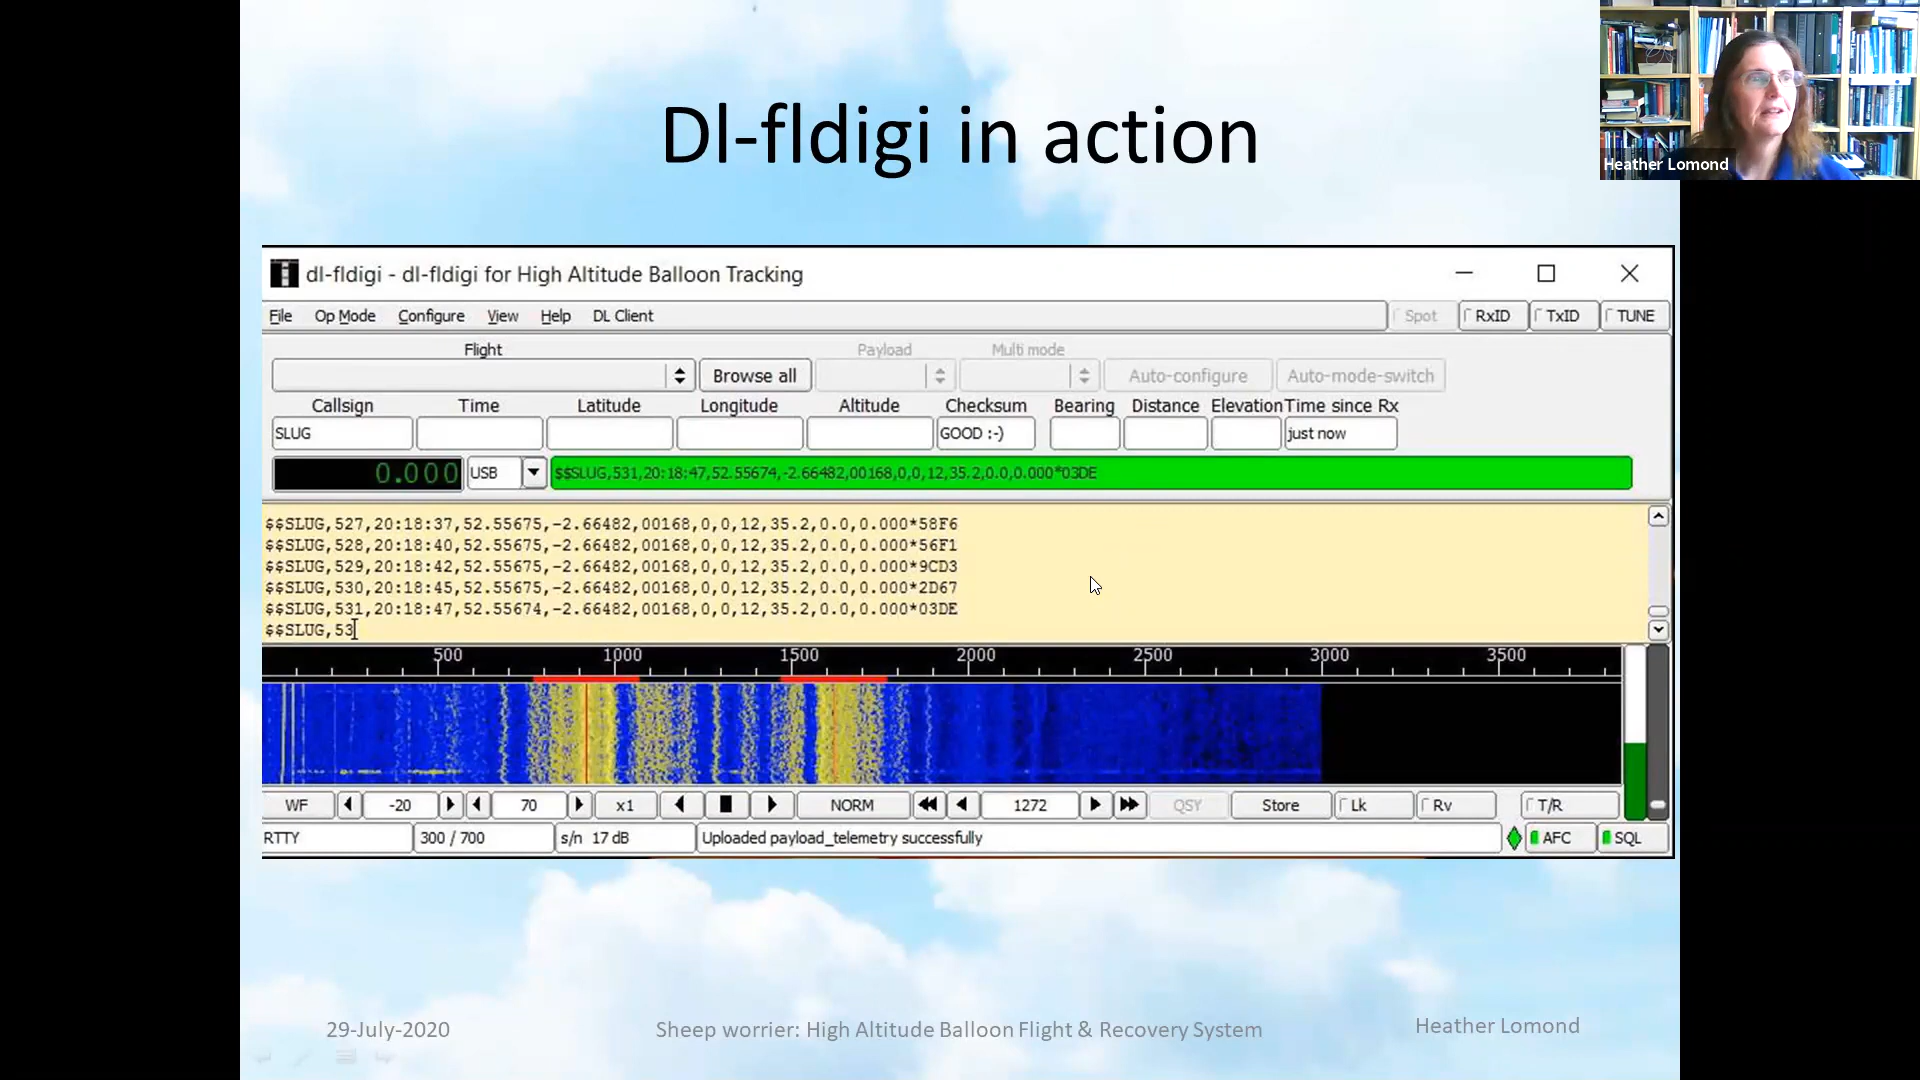 Dl-fldigi in action
Heather Lomond
dl-fldigi - dl-fldigi for High Altitude Balloon Tracking
File Op Mode Configure View Help DL Client Spot RxID TxID TUNE
Flight Payload Multi mode
Browse all Auto-configure Auto-mode-switch
Callsign Time Latitude Longitude Altitude Checksum Bearing Distance Elevation Time since Rx
SLUG GOOD :-) just now
0.000 USB $$SLUG,531,20:18:47,52.55674,-2.66482,00168,0,0,12,35.2,0.0,0.000*03DE
$$SLUG,527,20:18:37,52.55675,-2.66482,00168,0,0,12,35.2,0.0,0.000*58F6
$$SLUG,528,20:18:40,52.55675,-2.66482,00168,0,0,12,35.2,0.0,0.000*56F1
$$SLUG,529,20:18:42,52.55675,-2.66482,00168,0,0,12,35.2,0.0,0.000*9CD3
$$SLUG,530,20:18:45,52.55675,-2.66482,00168,0,0,12,35.2,0.0,0.000*2D67
$$SLUG,531,20:18:47,52.55674,-2.66482,00168,0,0,12,35.2,0.0,0.000*03DE
$$SLUG,53
500 1000 1500 2000 2500 3000 3500
WF -20 70 x1 NORM 1272 QSY Store Lk Rv T/R
RTTY 300 / 700 s/n 17 dB Uploaded payload_telemetry successfully AFC SQL
29-July-2020 Sheep worrier: High Altitude Balloon Flight & Recovery System Heather Lomond